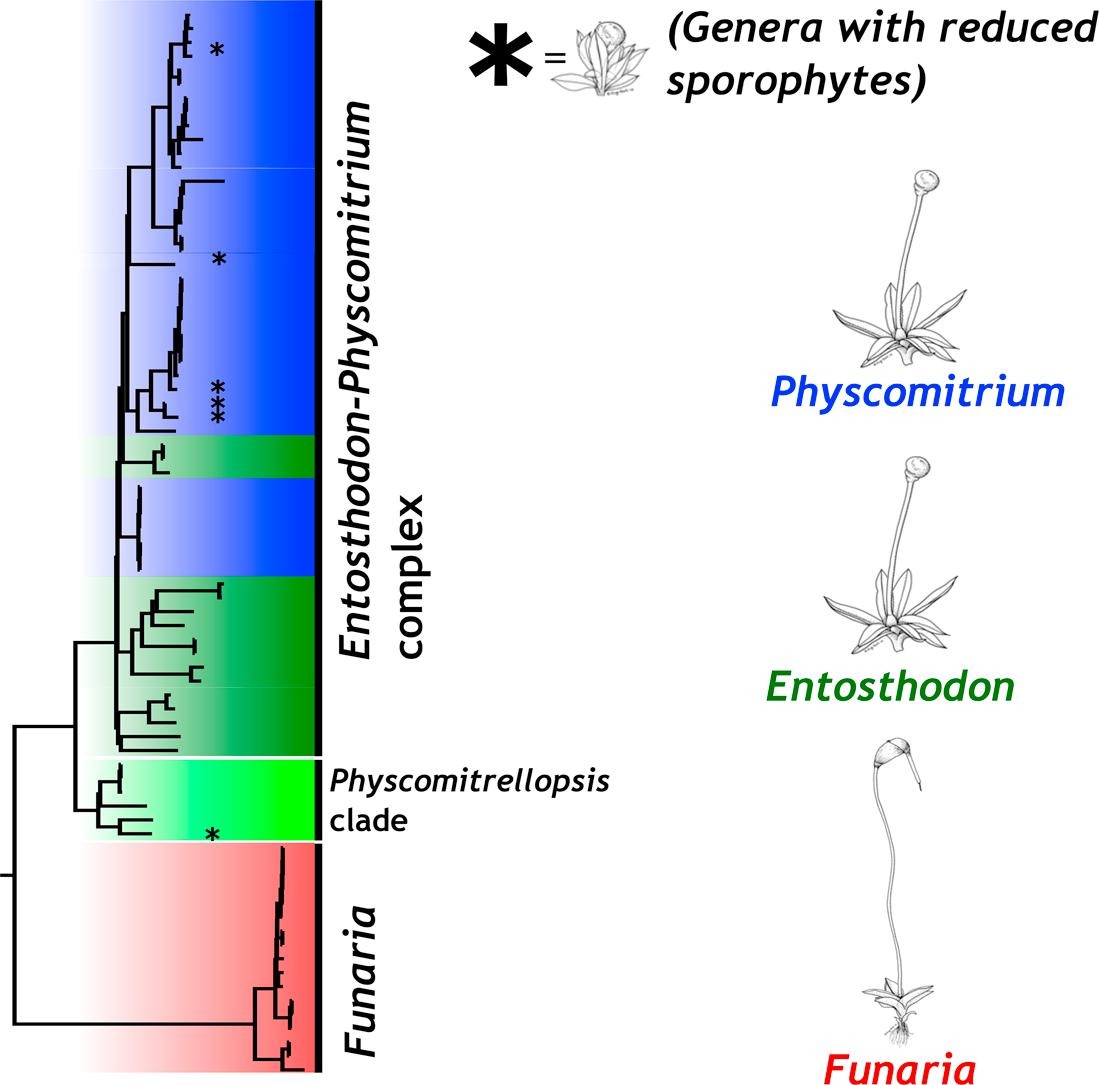 * = (Genera with reduced
sporophytes)
*
*
*
*
*
*
Entosthodon-Physcomitrium
complex
Physcomitrellopsis
clade
Funaria
Physcomitrium
Entosthodon
Funaria